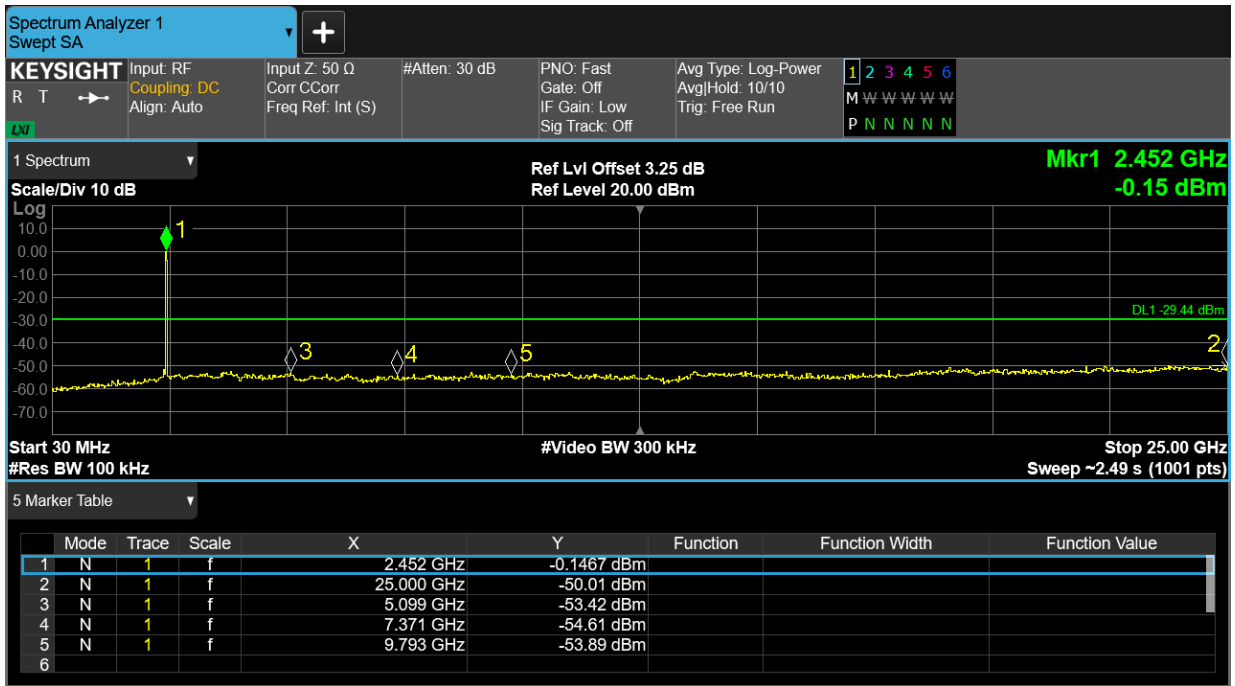 Spectrum Analyzer 1
Swept SA
▼
+
KEYSIGHT
R T
LXI
Input: RF
Coupling: DC
Align: Auto
Input Z: 50 Ω
Corr CCorr
Freq Ref: Int (S)
#Atten: 30 dB
PNO: Fast
Gate: Off
IF Gain: Low
Sig Track: Off
Avg Type: Log-Power
Avg|Hold: 10/10
Trig: Free Run
1 2 3 4 5 6
M W W W W W
P N N N N N N
1 Spectrum ▼
Scale/Div 10 dB
Ref Lvl Offset 3.25 dB
Ref Level 20.00 dBm
Mkr1 2.452 GHz
-0.15 dBm
Log
10.0
0.00
-10.0
-20.0
-30.0
-40.0
-50.0
-60.0
-70.0
1
3
4
5
2
DL1 -29.44 dBm
Start 30 MHz
#Video BW 300 kHz
Stop 25.00 GHz
#Res BW 100 kHz
Sweep ~2.49 s (1001 pts)
5 Marker Table ▼
Mode Trace Scale X Y Function Function Width Function Value
1 N 1 f 2.452 GHz -0.1467 dBm
2 N 1 f 25.000 GHz -50.01 dBm
3 N 1 f 5.099 GHz -53.42 dBm
4 N 1 f 7.371 GHz -54.61 dBm
5 N 1 f 9.793 GHz -53.89 dBm
6